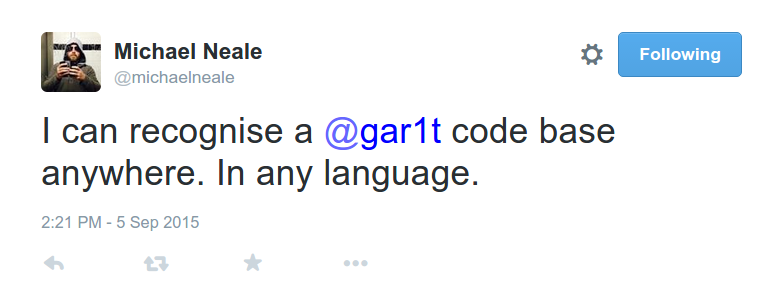 Michael Neale
@michaelneale
Following
I can recognise a @gar1t code base
anywhere. In any language.
2:21 PM - 5 Sep 2015